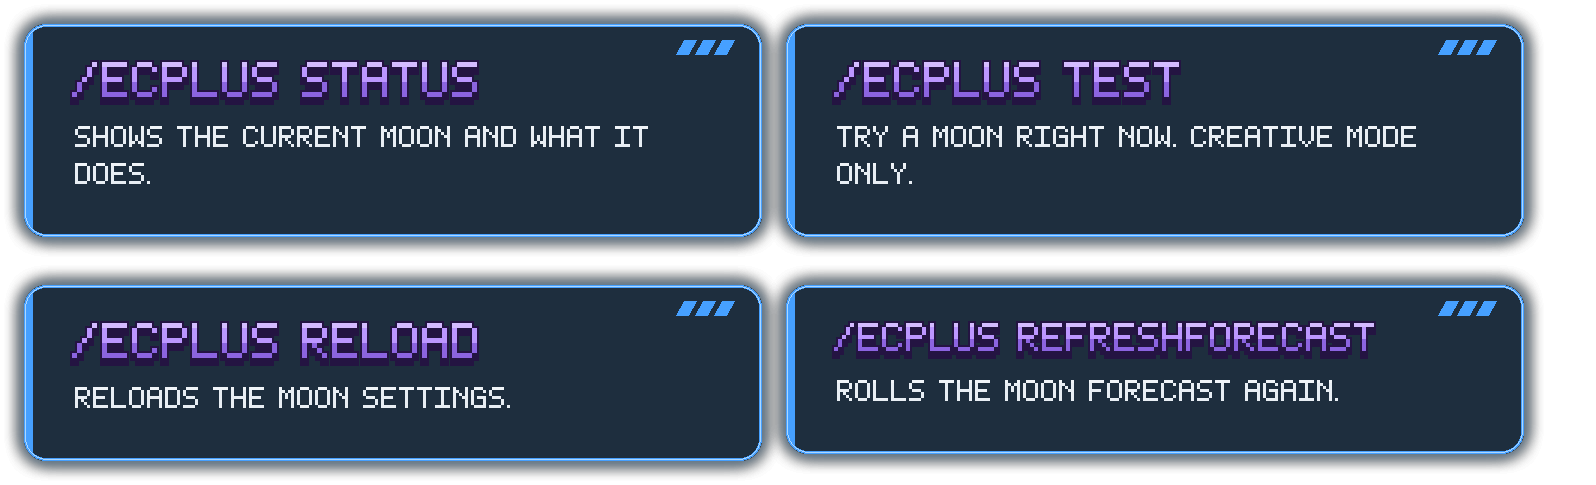 /ECPLUS STATUS
SHOWS THE CURRENT MOON AND WHAT IT
DOES.
/ECPLUS TEST
TRY A MOON RIGHT NOW. CREATIVE MODE
ONLY.
/ECPLUS RELOAD
RELOADS THE MOON SETTINGS.
/ECPLUS REFRESHFORECAST
ROLLS THE MOON FORECAST AGAIN.